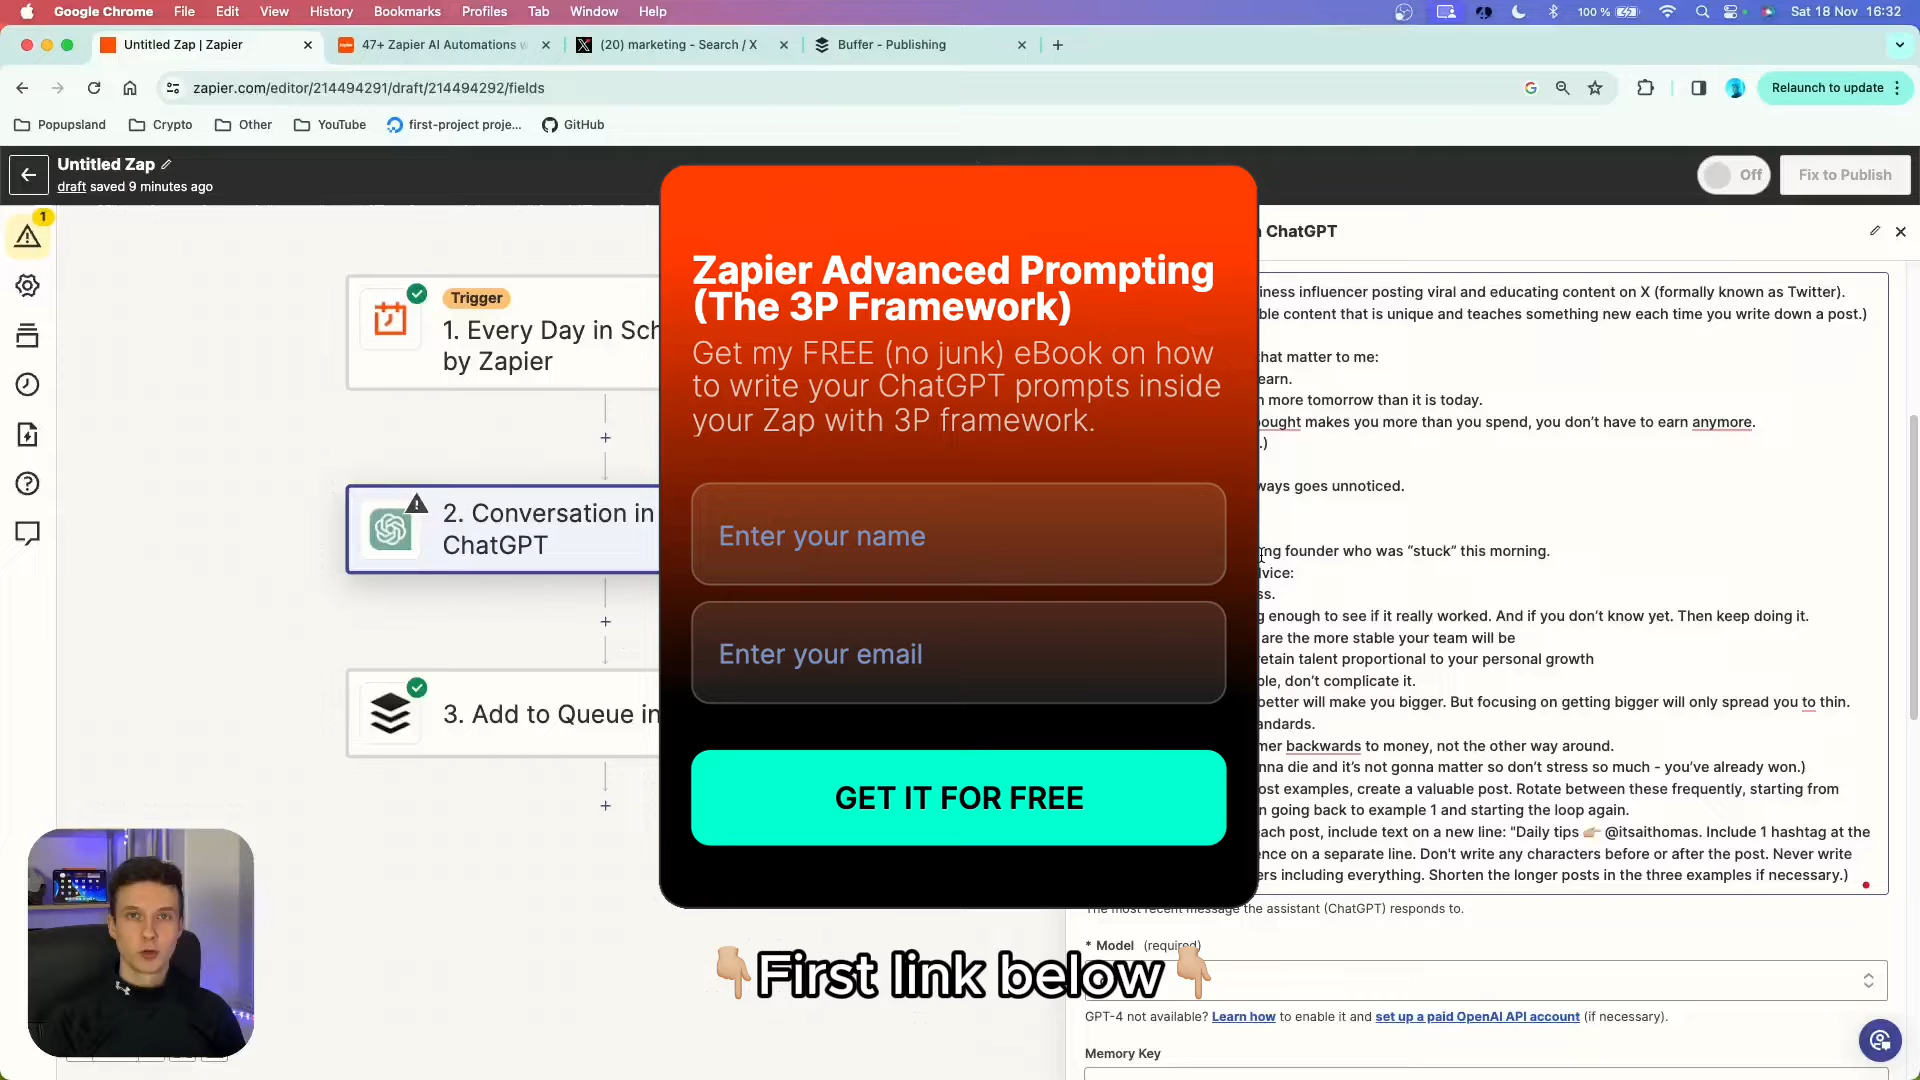 Google Chrome File Edit View History Bookmarks Profiles Tab Window Help 100 % Sat 18 Nov 16:32
Untitled Zap | Zapier
47+ Zapier AI Automations
(20) marketing - Search / X
Buffer - Publishing
zapier.com/editor/214494291/draft/214494292/fields
Relaunch to update
Popupsland Crypto Other YouTube first-project proje... GitHub
Untitled Zap
draft saved 9 minutes ago
Off
Fix to Publish
1
Trigger
1. Every Day in Sch
by Zapier
2. Conversation in
ChatGPT
3. Add to Queue in
Zapier Advanced Prompting
(The 3P Framework)
Get my FREE (no junk) eBook on how
to write your ChatGPT prompts inside
your Zap with 3P framework.
Enter your name
Enter your email
GET IT FOR FREE
👇🏼First link below👇🏼
ChatGPT
iness influencer posting viral and educating content on X (formally known as Twitter).
ble content that is unique and teaches something new each time you write down a post.)
hat matter to me:
earn.
n more tomorrow than it is today.
bought makes you more than you spend, you don’t have to earn anymore.
.)
ways goes unnoticed.
ng founder who was “stuck” this morning.
lvice:
ss.
g enough to see if it really worked. And if you don’t know yet. Then keep doing it.
are the more stable your team will be
retain talent proportional to your personal growth
ble, don’t complicate it.
better will make you bigger. But focusing on getting bigger will only spread you to thin.
andards.
mer backwards to money, not the other way around.
nna die and it’s not gonna matter so don’t stress so much - you’ve already won.)
ost examples, create a valuable post. Rotate between these frequently, starting from
n going back to example 1 and starting the loop again.
each post, include text on a new line: "Daily tips 👉🏼 @itsaithomas. Include 1 hashtag at the
ence on a separate line. Don't write any characters before or after the post. Never write
ers including everything. Shorten the longer posts in the three examples if necessary.)
The most recent message the assistant (ChatGPT) responds to.
* Model (required)
GPT-4 not available? Learn how to enable it and set up a paid OpenAI API account (if necessary).
Memory Key